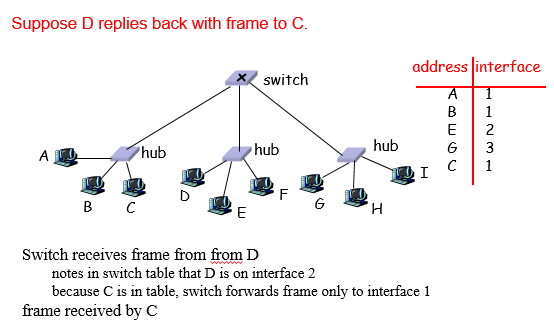 Suppose D replies back with frame to C.
switch
address interface
A 1
B 1
E 2
G 3
C 1
hub
hub
hub
A
I
D
F
B
C
E
G
H
Switch receives frame from from D
notes in switch table that D is on interface 2
because C is in table, switch forwards frame only to interface 1
frame received by C